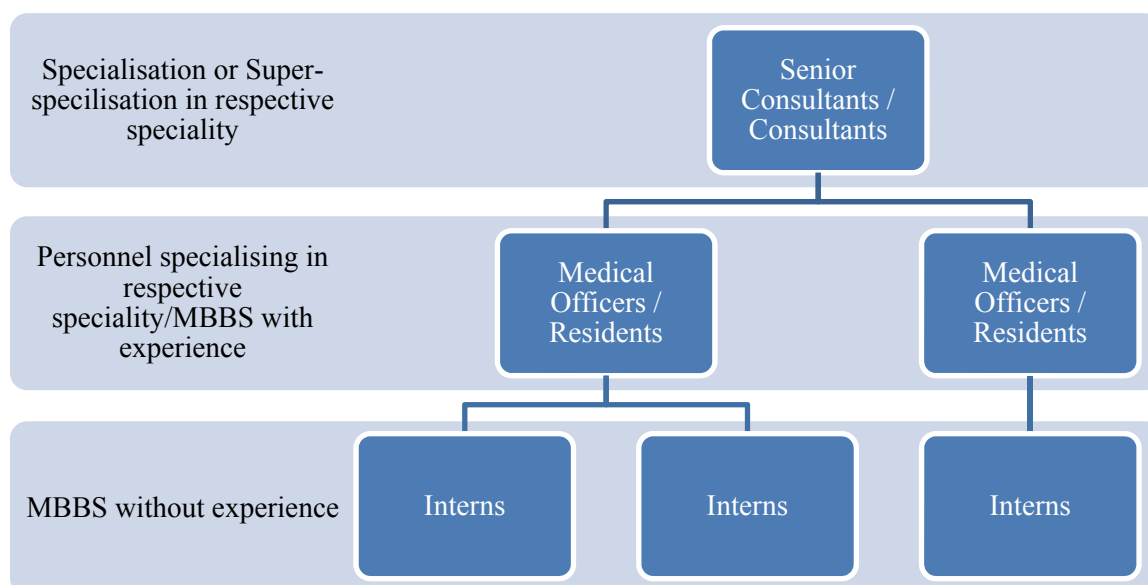 Specialisation or Super-
specilisation in respective
speciality
Senior
Consultants /
Consultants
Personnel specialising in
respective
speciality/MBBS with
experience
Medical
Officers /
Residents
Medical
Officers /
Residents
MBBS without experience
Interns
Interns
Interns